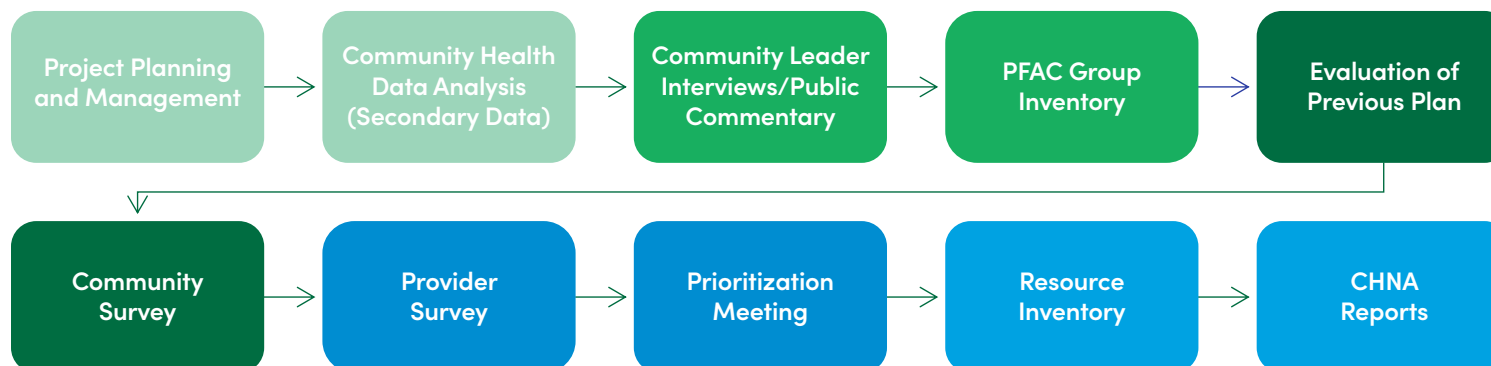 Project Planning
and Management
Community Health
Data Analysis
(Secondary Data)
Community Leader
Interviews/Public
Commentary
PFAC Group
Inventory
Evaluation of
Previous Plan
Community
Survey
Provider
Survey
Prioritization
Meeting
Resource
Inventory
CHNA
Reports